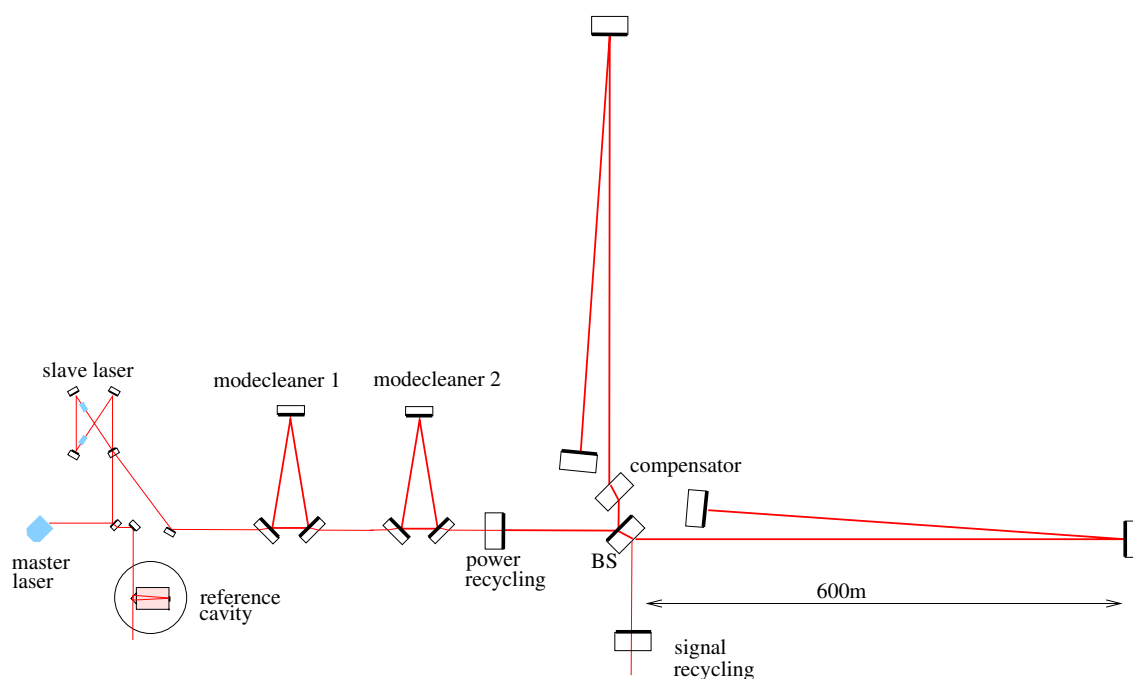 slave laser
modecleaner 1
modecleaner 2
compensator
master
laser
power
recycling
BS
reference
cavity
600m
signal
recycling